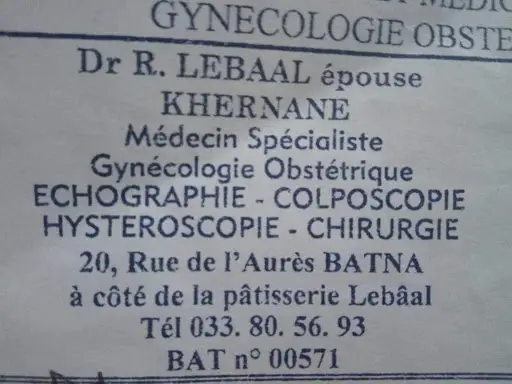 GYNECOLOGIE OBSTE
Dr R. LEBAAL épouse
KHERNANE
Médecin Spécialiste
Gynécologie Obstétrique
ECHOGRAPHIE - COLPOSCOPIE
HYSTEROSCOPIE - CHIRURGIE
20, Rue de l'Aurès BATNA
à côté de la pâtisserie Lebâal
Tél 033. 80. 56. 93
BAT n° 00571